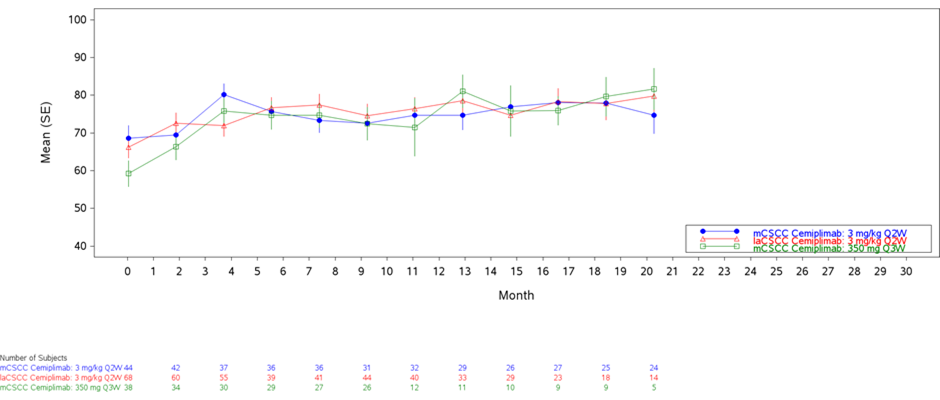 100
90
80
70
60
50
40
Mean (SE)
mCSCC Cemiplimab: 3 mg/kg Q2W
laCSCC Cemiplimab: 3 mg/kg Q2W
mCSCC Cemiplimab: 350 mg Q3W
0 1 2 3 4 5 6 7 8 9 10 11 12 13 14 15 16 17 18 19 20 21 22 23 24 25 26 27 28 29 30
Month
Number of Subjects
mCSCC Cemiplimab: 3 mg/kg Q2W 44 42 37 36 36 31 32 29 26 27 25 24
laCSCC Cemiplimab: 3 mg/kg Q2W 68 60 55 39 41 44 40 33 29 23 18 14
mCSCC Cemiplimab: 350 mg Q3W 38 34 30 29 27 26 12 11 10 9 9 5